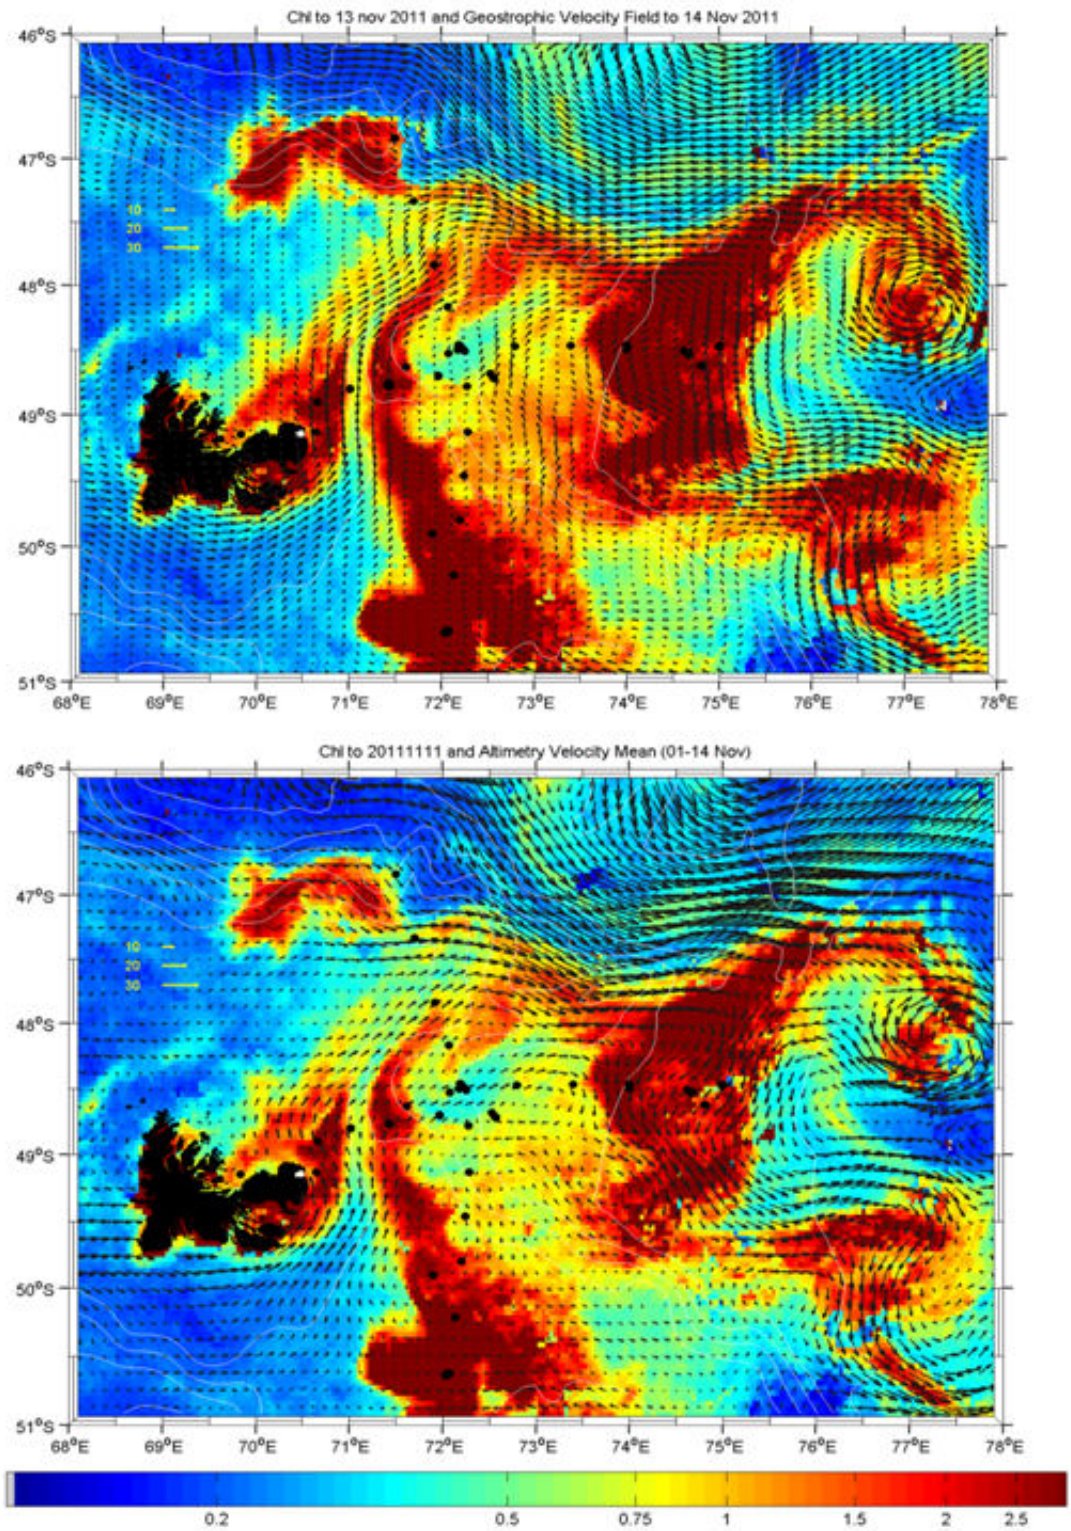 Chl to 13 nov 2011 and Geostrophic Velocity Field to 14 Nov 2011
46°S
47°S
10
20
30
48°S
49°S
50°S
51°S
68°E 69°E 70°E 71°E 72°E 73°E 74°E 75°E 76°E 77°E 78°E
Chl to 20111111 and Altimetry Velocity Mean (01-14 Nov)
46°S
47°S
10
20
30
48°S
49°S
50°S
51°S
68°E 69°E 70°E 71°E 72°E 73°E 74°E 75°E 76°E 77°E 78°E
0.2 0.5 0.75 1 1.5 2 2.5